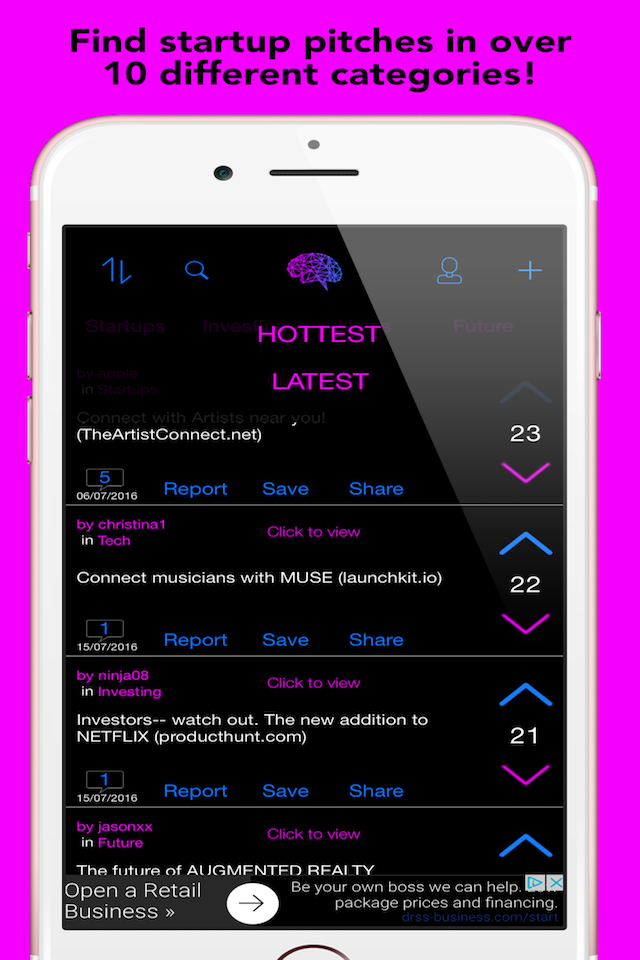 Find startup pitches in over
10 different categories!
Startups
HOTTEST
Future
LATEST
by apple
in Startups
Connect with Artists near you!
(TheArtistConnect.net)
23
5
06/07/2016
Report Save Share
by christina1
in Tech
Click to view
Connect musicians with MUSE (launchkit.io)
22
1
15/07/2016
Report Save Share
by ninja08
in Investing
Click to view
Investors-- watch out. The new addition to
NETFLIX (producthunt.com)
21
1
15/07/2016
Report Save Share
by jasonxx
in Future
Click to view
The future of AUGMENTED REALTY
Open a Retail
Business »
Be your own boss we can help.
package prices and financing.
drss-business.com/start